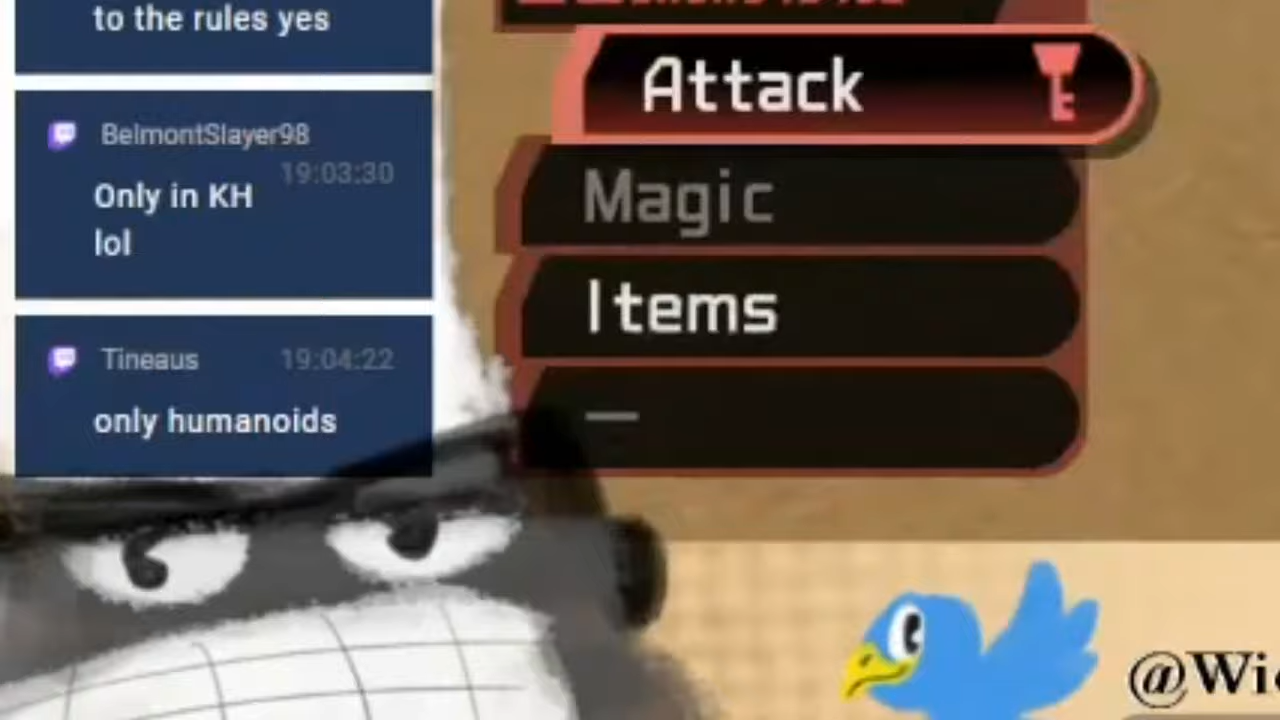 to the rules yes
BelmontSlayer98
19:03:30
Only in KH
lol
Tineaus 19:04:22
only humanoids
Attack
Magic
Items
—
@Wi